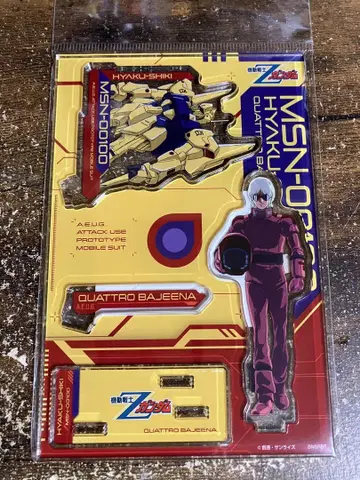 機動戦士
Zガンダム
HYAKU-SHIKI
MSN-00100
MSN-00100
HYAKU
QUATTRO B
A.E.U.G.
ATTACK USE
PROTOTYPE
MOBILE SUIT
QUATTRO BAJEENA
A.E.U.G.
HYAKU-SHIKI
機動戦士
Zガンダム
QUATTRO BAJEENA
©創通・サンライズ